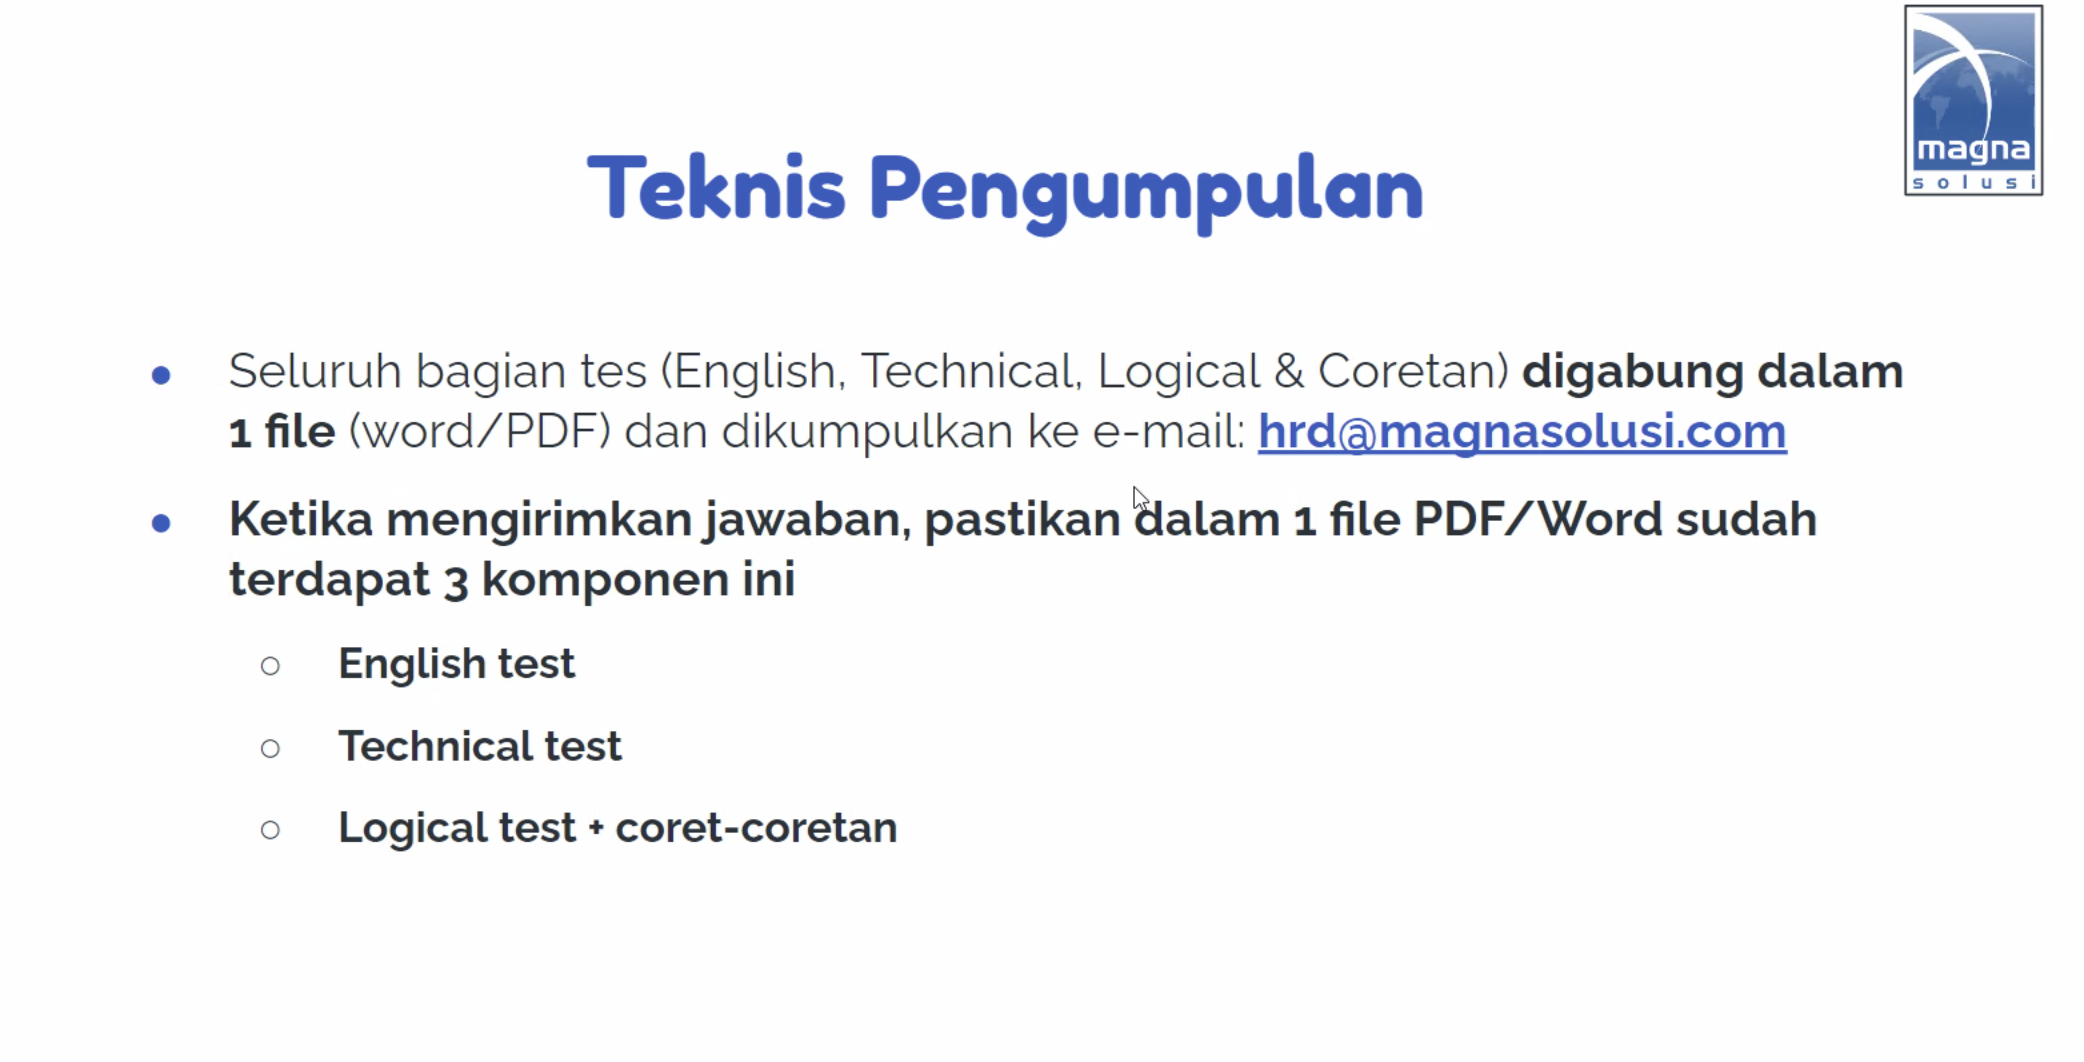 magna
solusi
Teknis Pengumpulan
● Seluruh bagian tes (English, Technical, Logical & Coretan) digabung dalam
1 file (word/PDF) dan dikumpulkan ke e-mail: hrd@magnasolusi.com
● Ketika mengirimkan jawaban, pastikan dalam 1 file PDF/Word sudah
terdapat 3 komponen ini
○ English test
○ Technical test
○ Logical test + coret-coretan